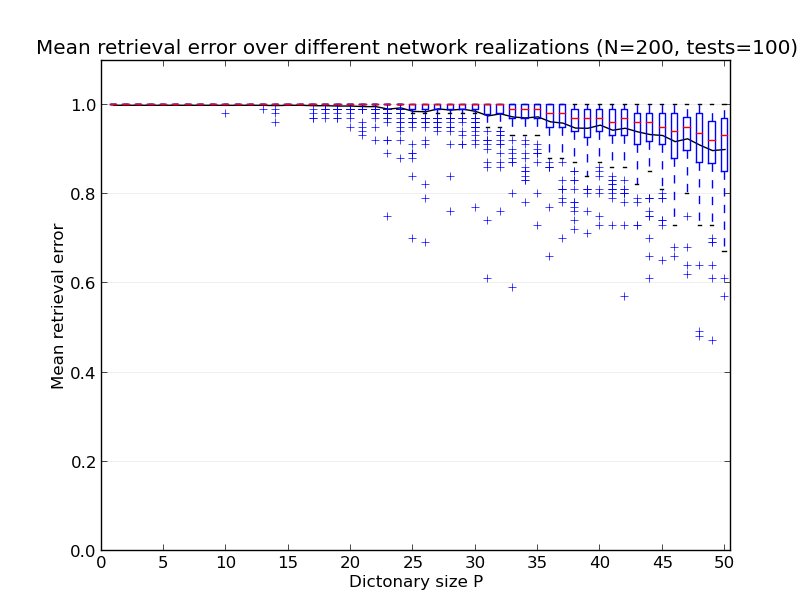 Mean retrieval error over different network realizations (N=200, tests=100)
Mean retrieval error
1.0
0.8
0.6
0.4
0.2
0.0
0 5 10 15 20 25 30 35 40 45 50
Dictonary size P